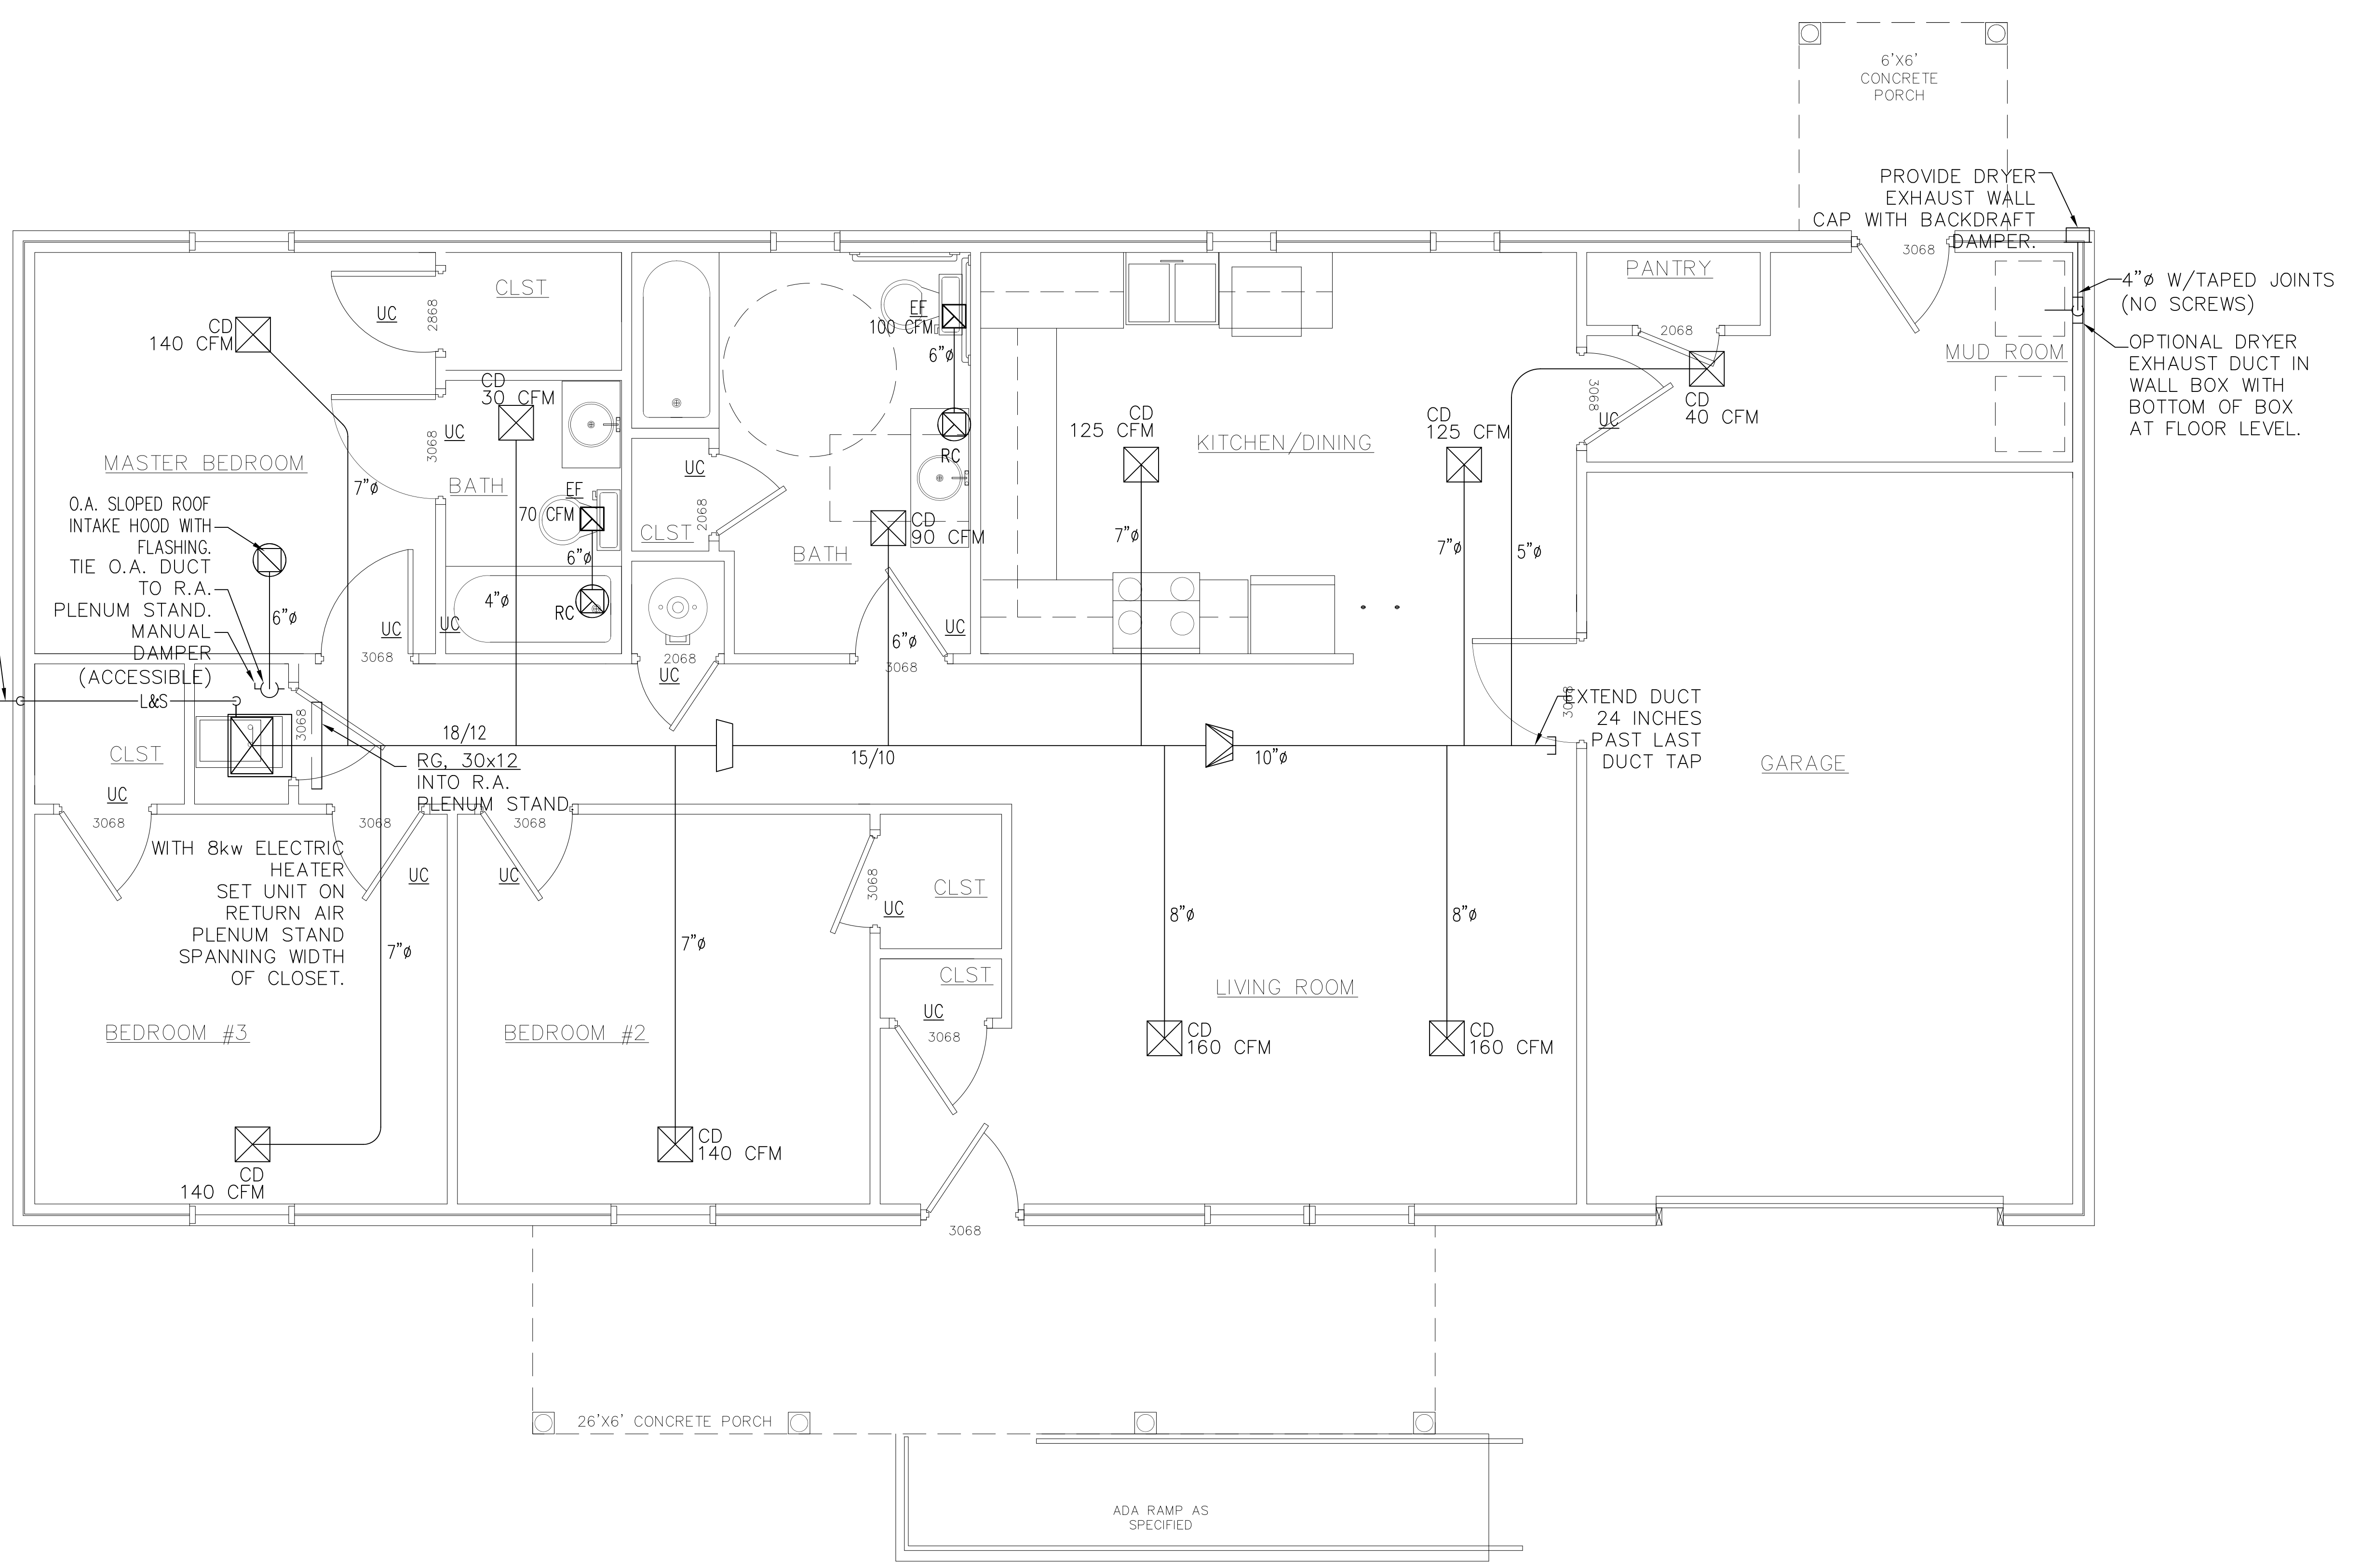 6'X6'
CONCRETE
PORCH
PROVIDE DRYER
EXHAUST WALL
CAP WITH BACKDRAFT
DAMPER.
3068
4"ø W/TAPED JOINTS
(NO SCREWS)
OPTIONAL DRYER
EXHAUST DUCT IN
WALL BOX WITH
BOTTOM OF BOX
AT FLOOR LEVEL.
PANTRY
2068
MUD ROOM
CD
40 CFM
3068
UC
CLST
UC
2868
CD
140 CFM
CD
30 CFM
UC
3068
MASTER BEDROOM
7"ø
BATH
EF
70 CFM
6"ø
RC
4"ø
UC
EF
100 CFM
6"ø
RC
UC
2068
CLST
BATH
CD
90 CFM
6"ø
UC
3068
2068
UC
CD
125 CFM
KITCHEN/DINING
CD
125 CFM
7"ø
7"ø
5"ø
O.A. SLOPED ROOF
INTAKE HOOD WITH
FLASHING.
TIE O.A. DUCT
TO R.A.
PLENUM STAND.
MANUAL
DAMPER
(ACCESSIBLE)
6"ø
UC
3068
L&S
3068
CLST
UC
3068
18/12
RG, 30x12
INTO R.A.
PLENUM STAND.
15/10
10"ø
3068
EXTEND DUCT
24 INCHES
PAST LAST
DUCT TAP
GARAGE
3068
3068
WITH 8kw ELECTRIC
HEATER
SET UNIT ON
RETURN AIR
PLENUM STAND
SPANNING WIDTH
OF CLOSET.
UC
UC
7"ø
7"ø
3068
UC
CLST
CLST
UC
3068
8"ø
8"ø
LIVING ROOM
BEDROOM #3
BEDROOM #2
CD
160 CFM
CD
160 CFM
CD
140 CFM
CD
140 CFM
3068
26'X6' CONCRETE PORCH
ADA RAMP AS
SPECIFIED